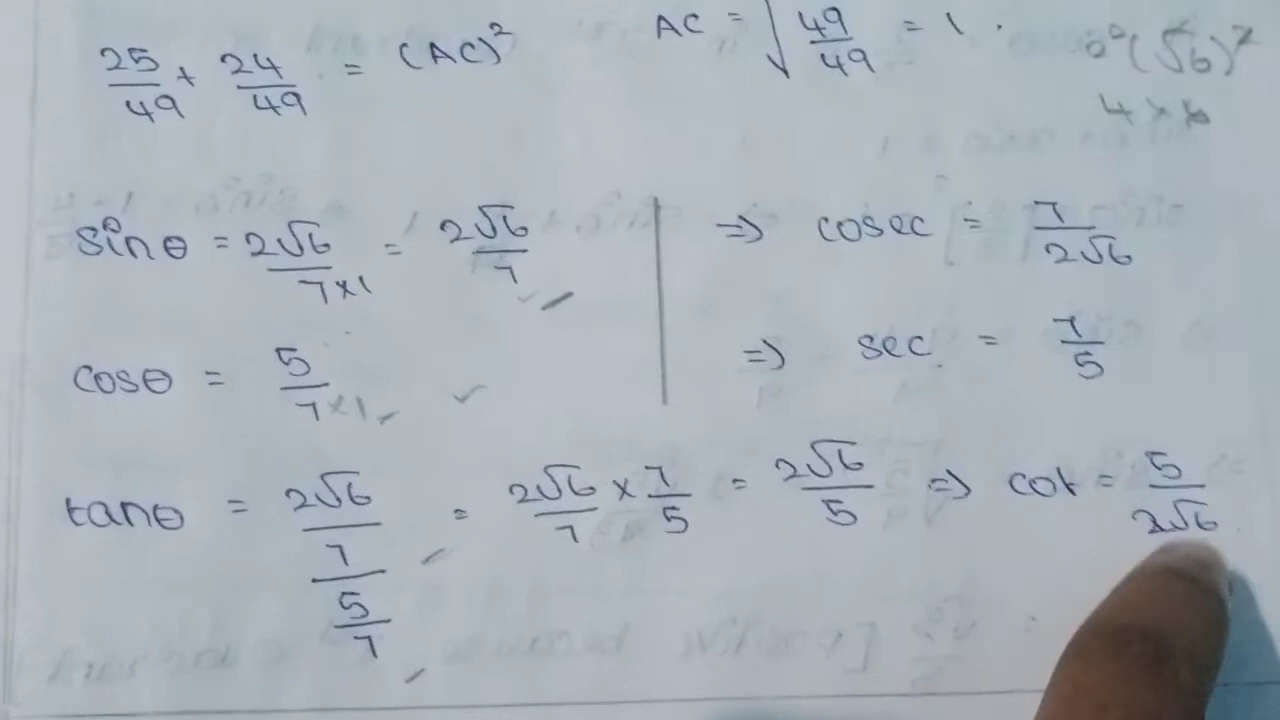 25/49 + 24/49 = (AC)² AC = √49/49 = 1.
(√6)²
4 × 6
sinθ = 2√6/7×1 = 2√6/7 ⇒ cosec = 7/2√6
cosθ = 5/7×1 ⇒ sec = 7/5
tanθ = 2√6/7/5/7 = 2√6/7 × 7/5 = 2√6/5 ⇒ cot = 5/2√6